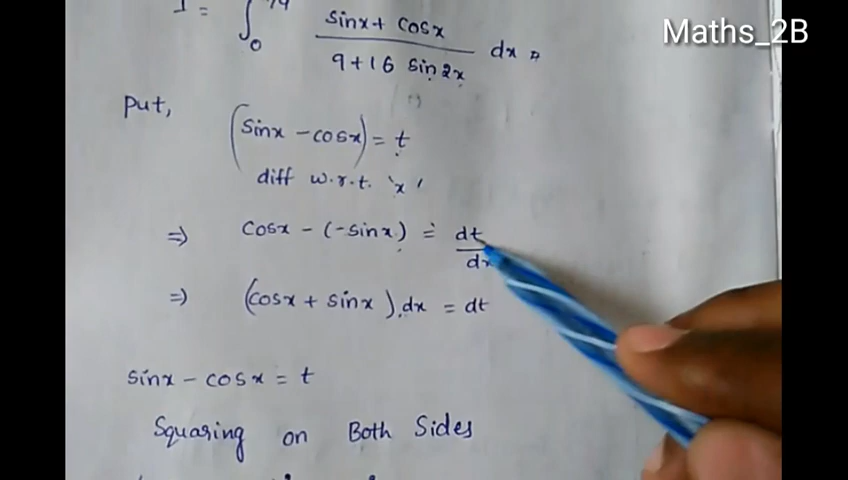 Maths_2B
I = ∫₀ sinx + cosx / 9+16 sin2x dx
Put,
(sinx - cosx) = t
diff w.r.t. 'x'
⇒ cosx - (-sinx) = dt/dx
⇒ (cosx + sinx).dx = dt
sinx - cosx = t
Squaring on Both Sides